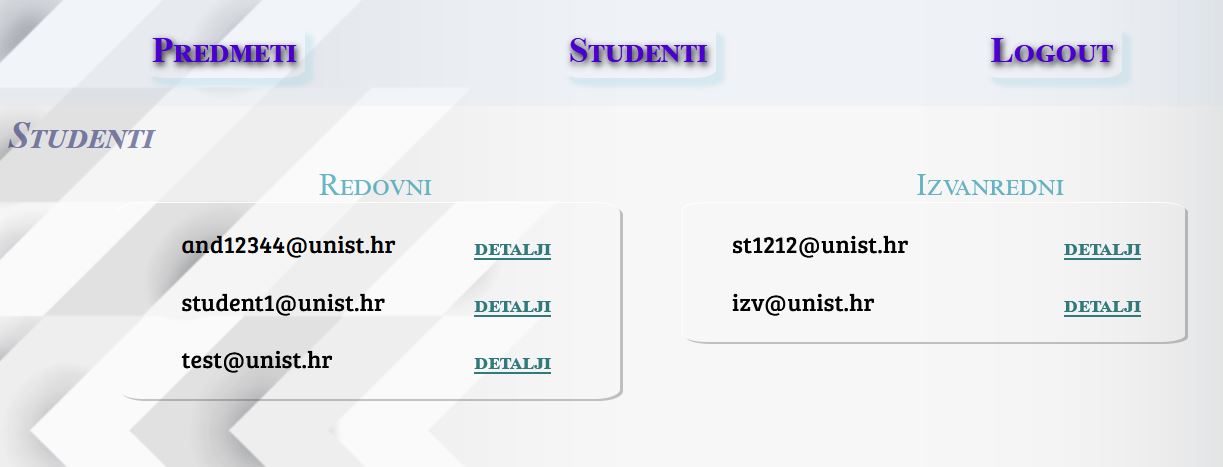 Predmeti Studenti Logout
Studenti
Redovni
and12344@unist.hr detalji
student1@unist.hr detalji
test@unist.hr detalji
Izvanredni
st1212@unist.hr detalji
izv@unist.hr detalji